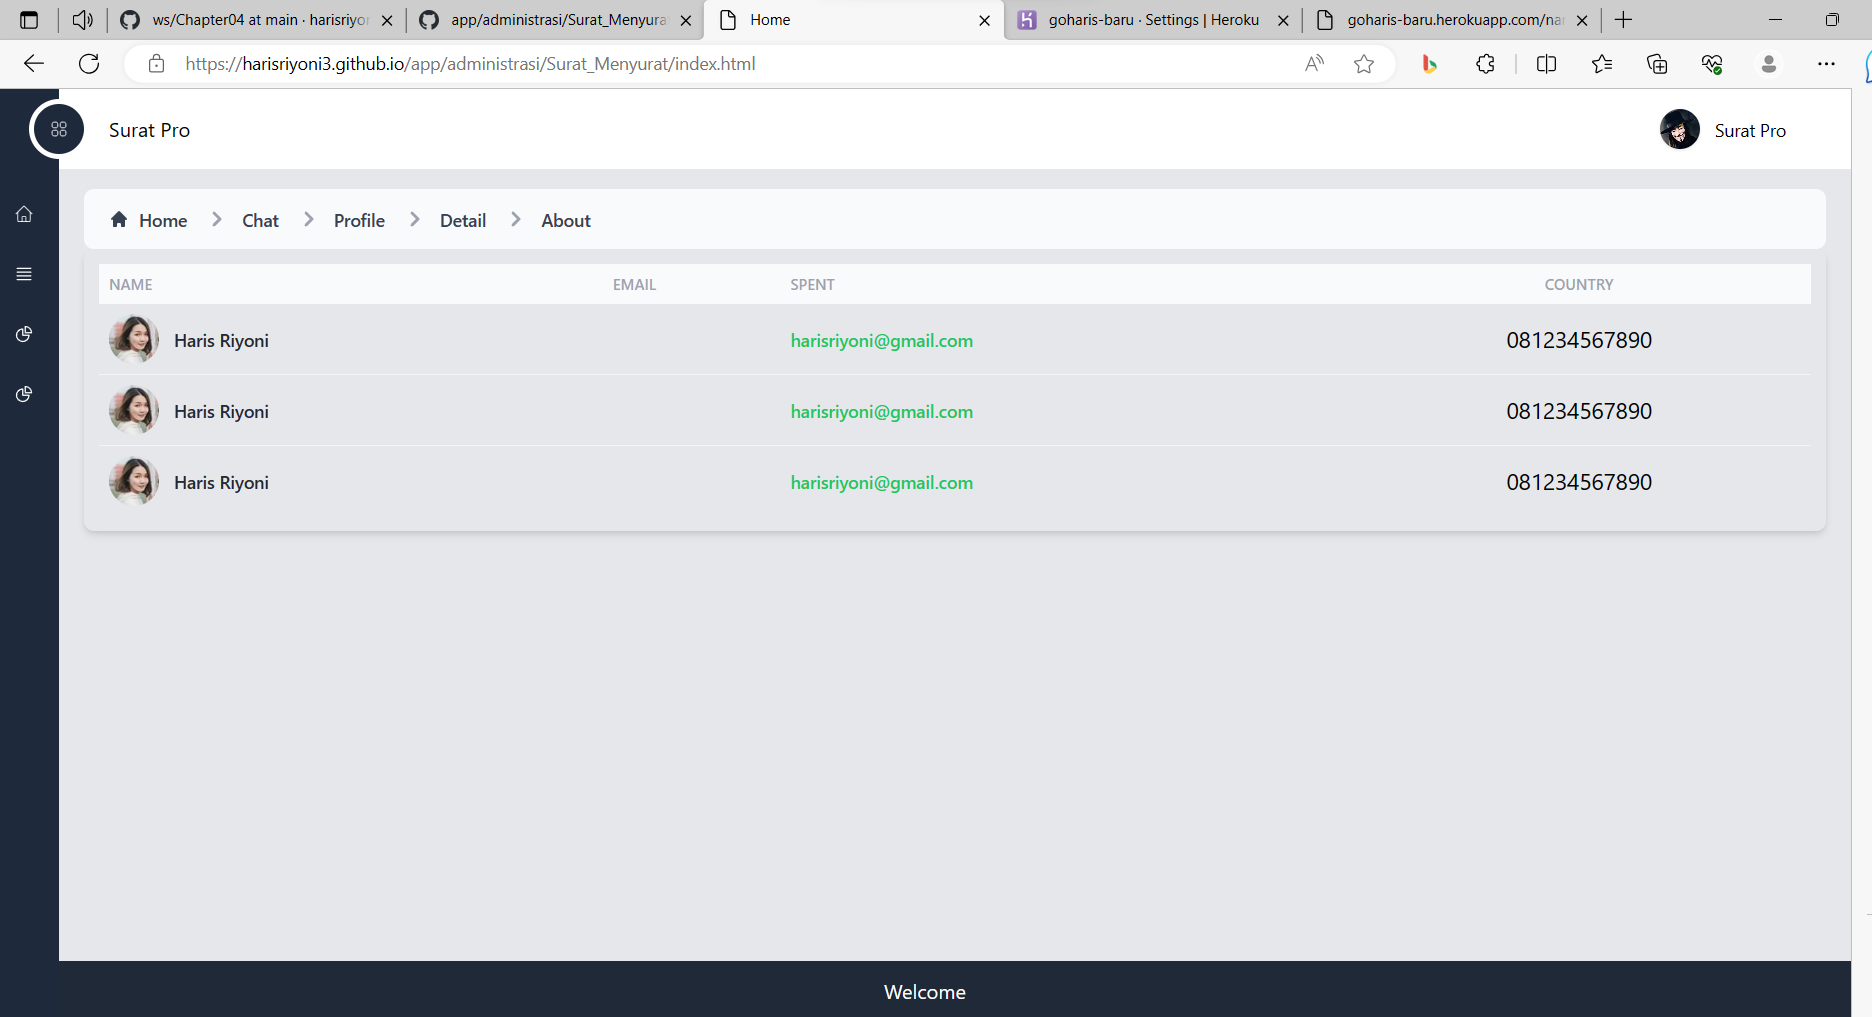 ws/Chapter04 at main · harisriyo
app/administrasi/Surat_Menyura
Home
goharis-baru · Settings | Heroku
goharis-baru.herokuapp.com/na
https://harisriyoni3.github.io/app/administrasi/Surat_Menyurat/index.html
Surat Pro
Surat Pro
Home Chat Profile Detail About
NAME EMAIL SPENT COUNTRY
Haris Riyoni harisriyoni@gmail.com 081234567890
Haris Riyoni harisriyoni@gmail.com 081234567890
Haris Riyoni harisriyoni@gmail.com 081234567890
Welcome